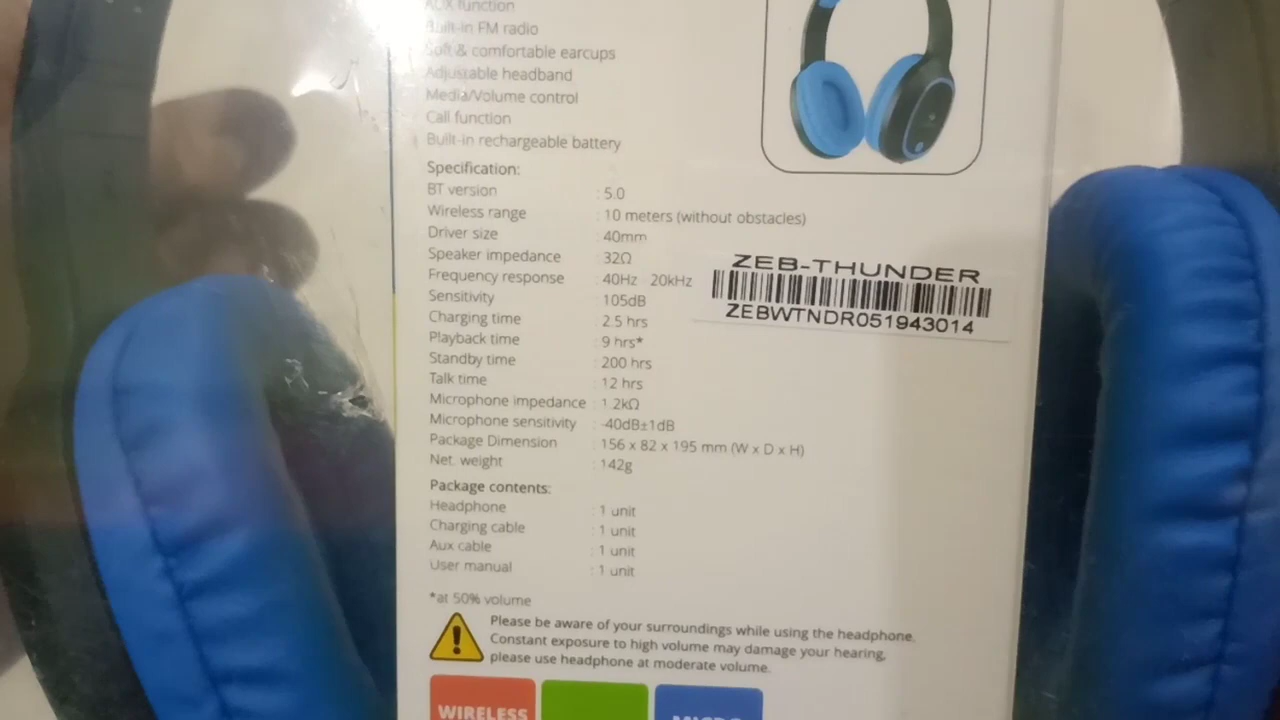 AUX function
Built-in FM radio
Soft & comfortable earcups
Adjustable headband
Media/Volume control
Call function
Built-in rechargeable battery
Specification:
BT version : 5.0
Wireless range : 10 meters (without obstacles)
Driver size : 40mm
Speaker impedance : 32Ω
Frequency response : 40Hz 20kHz
Sensitivity : 105dB
Charging time : 2.5 hrs
Playback time : 9 hrs*
Standby time : 200 hrs
Talk time : 12 hrs
Microphone impedance : 1.2kΩ
Microphone sensitivity : -40dB±1dB
Package Dimension : 156 x 82 x 195 mm (W x D x H)
Net. weight : 142g
ZEB-THUNDER
ZEBWTNDR051943014
Package contents:
Headphone : 1 unit
Charging cable : 1 unit
Aux cable : 1 unit
User manual : 1 unit
*at 50% volume
Please be aware of your surroundings while using the headphone.
Constant exposure to high volume may damage your hearing,
please use headphone at moderate volume.
WIRELESS